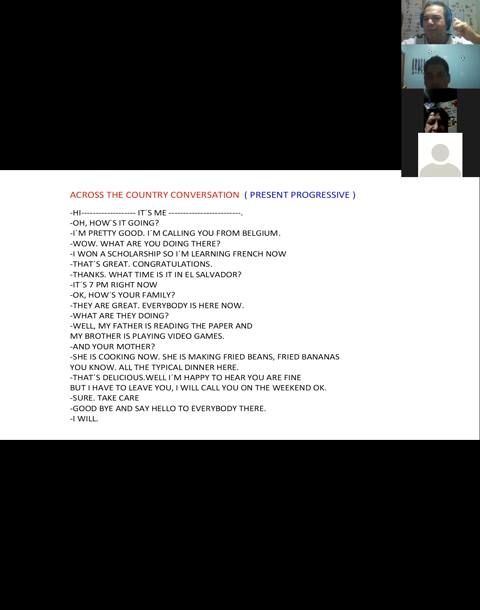 ACROSS THE COUNTRY CONVERSATION ( PRESENT PROGRESSIVE )
-HI------------------- IT´S ME --------------------------.
-OH, HOW´S IT GOING?
-I´M PRETTY GOOD. I´M CALLING YOU FROM BELGIUM.
-WOW. WHAT ARE YOU DOING THERE?
-I WON A SCHOLARSHIP SO I´M LEARNING FRENCH NOW
-THAT´S GREAT. CONGRATULATIONS.
-THANKS. WHAT TIME IS IT IN EL SALVADOR?
-IT´S 7 PM RIGHT NOW
-OK, HOW´S YOUR FAMILY?
-THEY ARE GREAT. EVERYBODY IS HERE NOW.
-WHAT ARE THEY DOING?
-WELL, MY FATHER IS READING THE PAPER AND
MY BROTHER IS PLAYING VIDEO GAMES.
-AND YOUR MOTHER?
-SHE IS COOKING NOW. SHE IS MAKING FRIED BEANS, FRIED BANANAS
YOU KNOW. ALL THE TYPICAL DINNER HERE.
-THAT´S DELICIOUS.WELL I´M HAPPY TO HEAR YOU ARE FINE
BUT I HAVE TO LEAVE YOU, I WILL CALL YOU ON THE WEEKEND OK.
-SURE. TAKE CARE
-GOOD BYE AND SAY HELLO TO EVERYBODY THERE.
-I WILL.